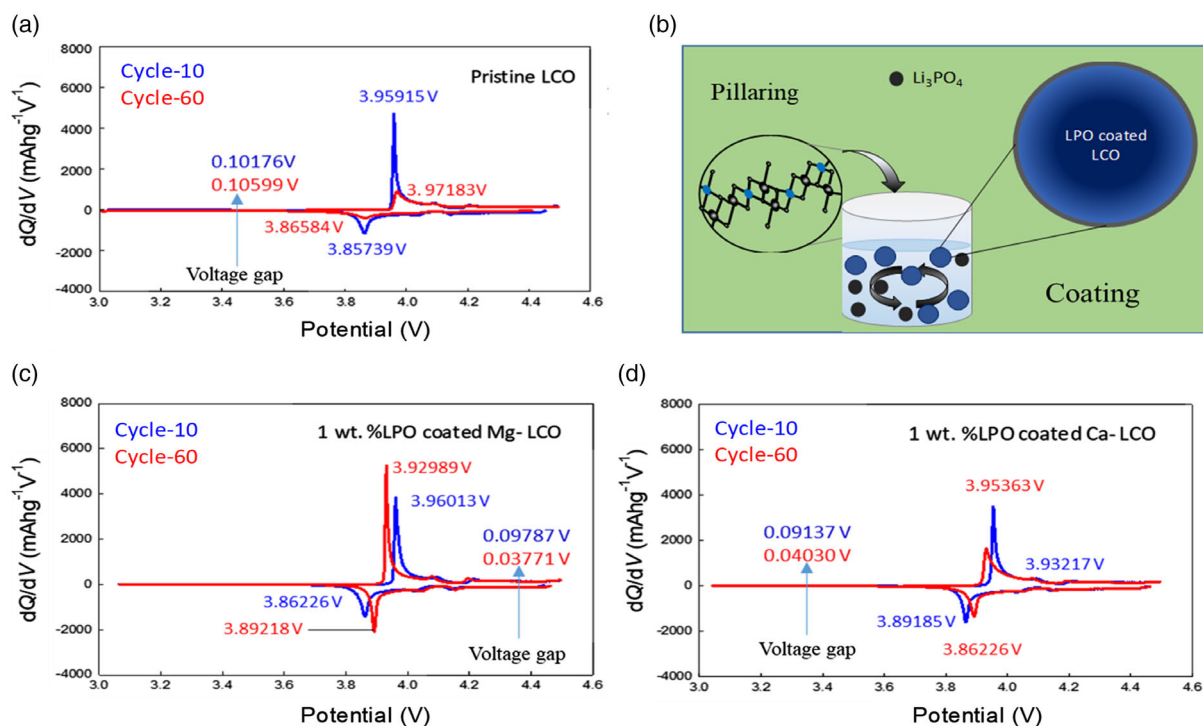 (a)
8000
6000
4000
2000
0
-2000
-4000
dQ/dV (mAhg⁻¹V⁻¹)
Cycle-10
Cycle-60
Pristine LCO
3.95915 V
0.10176 V
0.10599 V
3.97183 V
3.86584 V
3.85739 V
Voltage gap
3.0 3.2 3.4 3.6 3.8 4.0 4.2 4.4 4.6
Potential (V)
(b)
Li₃PO₄
Pillaring
LPO coated
LCO
Coating
(c)
8000
6000
4000
2000
0
-2000
-4000
dQ/dV (mAhg⁻¹V⁻¹)
Cycle-10
Cycle-60
1 wt. %LPO coated Mg- LCO
3.92989 V
3.96013 V
0.09787 V
0.03771 V
3.86226 V
3.89218 V
Voltage gap
3.0 3.2 3.4 3.6 3.8 4.0 4.2 4.4 4.6
Potential (V)
(d)
8000
6000
4000
2000
0
-2000
-4000
dQ/dV (mAhg⁻¹V⁻¹)
Cycle-10
Cycle-60
1 wt. %LPO coated Ca- LCO
3.95363 V
0.09137 V
0.04030 V
3.93217 V
3.89185 V
3.86226 V
Voltage gap
3.0 3.2 3.4 3.6 3.8 4.0 4.2 4.4 4.6
Potential (V)